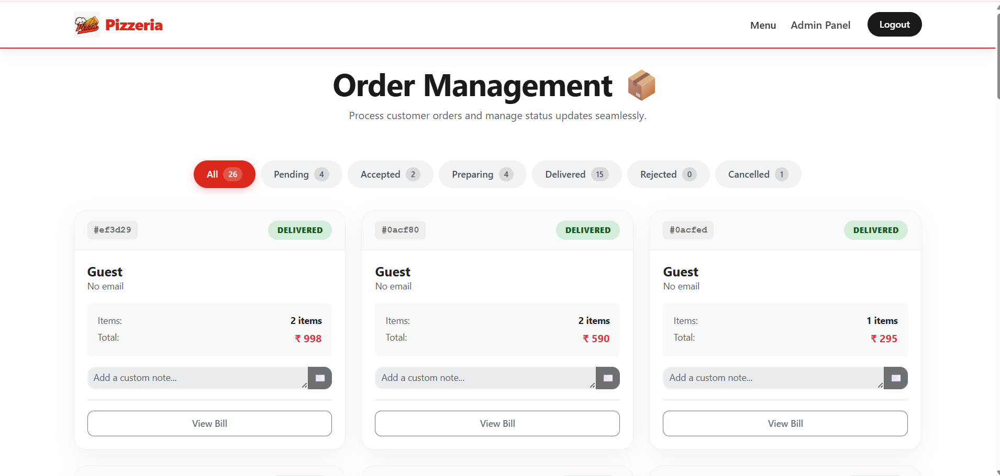 Pizza
Pizzeria
Menu
Admin Panel
Logout
Order Management
Process customer orders and manage status updates seamlessly.
All 26
Pending 4
Accepted 2
Preparing 4
Delivered 15
Rejected 0
Cancelled 1
#ef3d29
DELIVERED
Guest
No email
Items: 2 items
Total: ₹ 998
Add a custom note...
View Bill
#0acf80
DELIVERED
Guest
No email
Items: 2 items
Total: ₹ 590
Add a custom note...
View Bill
#0acfed
DELIVERED
Guest
No email
Items: 1 items
Total: ₹ 295
Add a custom note...
View Bill